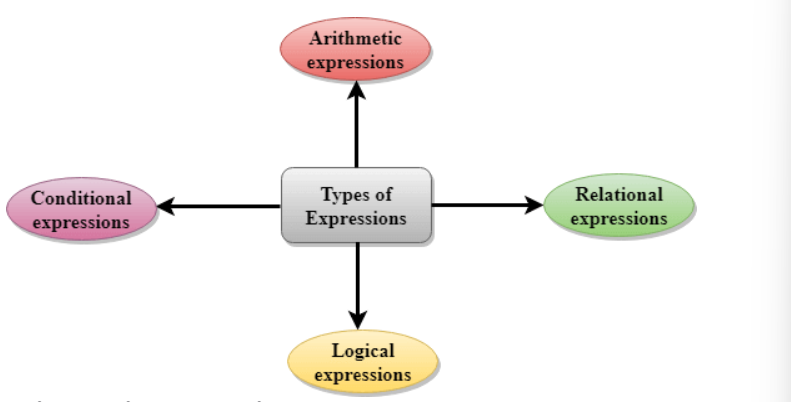 Arithmetic
expressions
Conditional
expressions
Types of
Expressions
Relational
expressions
Logical
expressions